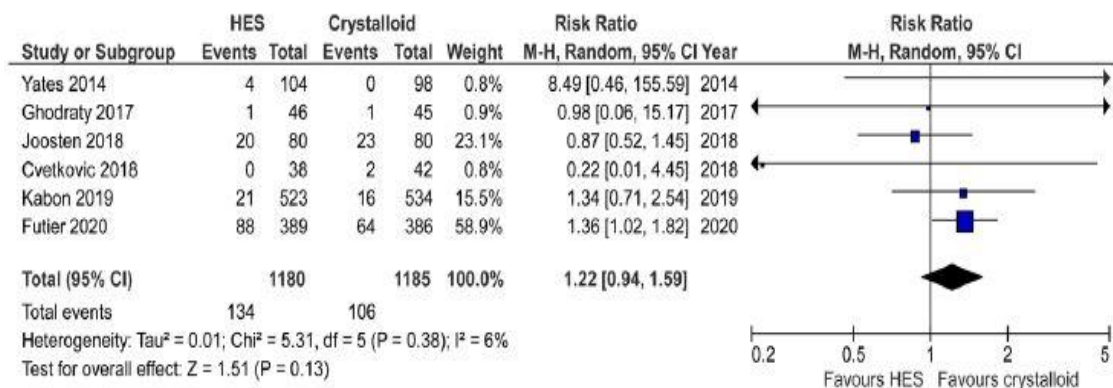 HES Crystalloid Risk Ratio Risk Ratio
Study or Subgroup Events Total Events Total Weight M-H, Random, 95% CI Year M-H, Random, 95% CI
Yates 2014 4 104 0 98 0.8% 8.49 [0.46, 155.59] 2014
Ghodraty 2017 1 46 1 45 0.9% 0.98 [0.06, 15.17] 2017
Joosten 2018 20 80 23 80 23.1% 0.87 [0.52, 1.45] 2018
Cvetkovic 2018 0 38 2 42 0.8% 0.22 [0.01, 4.45] 2018
Kabon 2019 21 523 16 534 15.5% 1.34 [0.71, 2.54] 2019
Futier 2020 88 389 64 386 58.9% 1.36 [1.02, 1.82] 2020
Total (95% CI) 1180 1185 100.0% 1.22 [0.94, 1.59]
Total events 134 106
Heterogeneity: Tau² = 0.01; Chi² = 5.31, df = 5 (P = 0.38); I² = 6%
Test for overall effect: Z = 1.51 (P = 0.13)
0.2 0.5 1 2 5
Favours HES Favours crystalloid